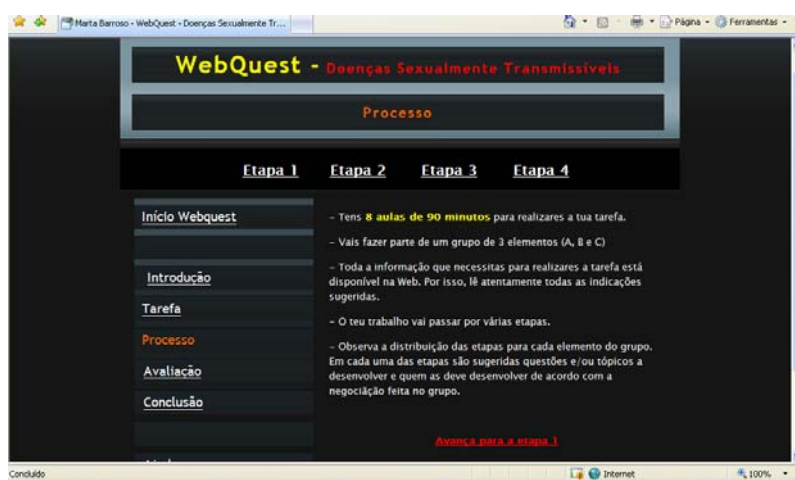 Marta Barroso - WebQuest - Doenças Sexualmente Tr...
Página
Ferramentas
WebQuest - Doenças Sexualmente Transmissíveis
Processo
Etapa 1 Etapa 2 Etapa 3 Etapa 4
Início Webquest
Introdução
Tarefa
Processo
Avaliação
Conclusão
- Tens 8 aulas de 90 minutos para realizares a tua tarefa.
- Vais fazer parte de um grupo de 3 elementos (A, B e C)
- Toda a informação que necessitas para realizares a tarefa está
disponível na Web. Por isso, lê atentamente todas as indicações
sugeridas.
- O teu trabalho vai passar por várias etapas.
- Observa a distribuição das etapas para cada elemento do grupo.
Em cada uma das etapas são sugeridas questões e/ou tópicos a
desenvolver e quem as deve desenvolver de acordo com a
negociãção feita no grupo.
Avança para a etapa 1
Concluído
Internet
100%